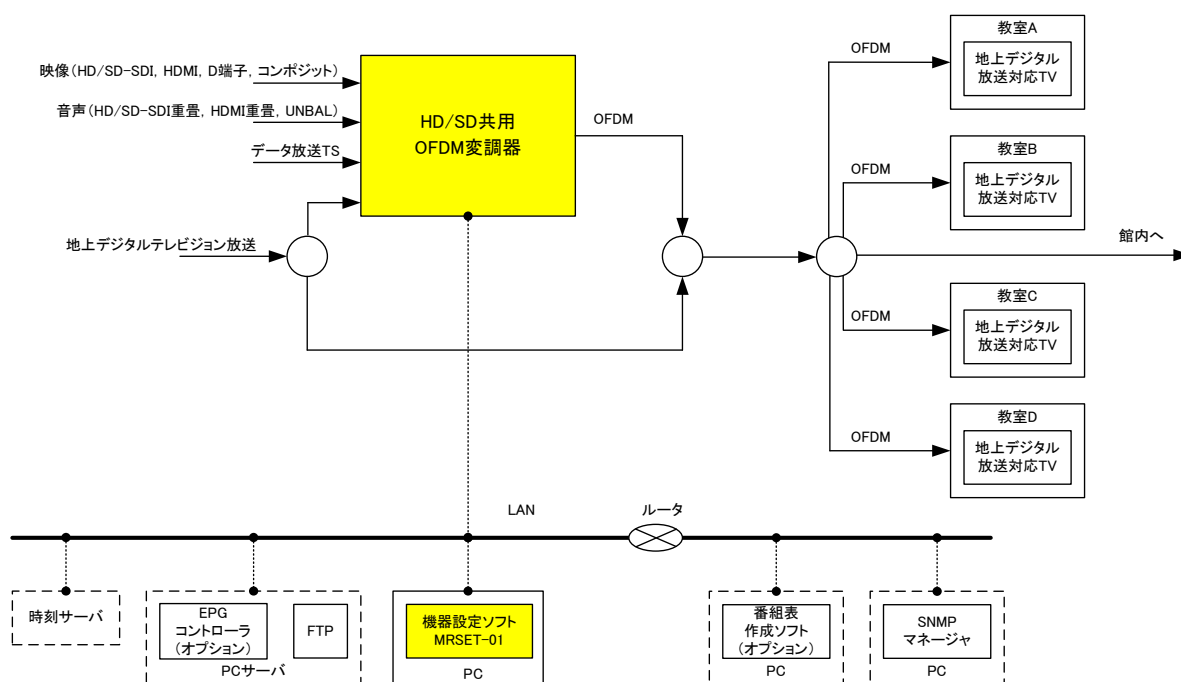 映像(HD/SD-SDI, HDMI, D端子, コンポジット)
音声(HD/SD-SDI重畳, HDMI重畳, UNBAL)
データ放送TS
地上デジタルテレビジョン放送
HD/SD共用
OFDM変調器
OFDM
OFDM
教室A
地上デジタル
放送対応TV
OFDM
教室B
地上デジタル
放送対応TV
館内へ
OFDM
教室C
地上デジタル
放送対応TV
OFDM
教室D
地上デジタル
放送対応TV
LAN
ルータ
時刻サーバ
EPG
コントローラ
(オプション)
FTP
PCサーバ
機器設定ソフト
MRSET-01
PC
番組表
作成ソフト
(オプション)
PC
SNMP
マネージャ
PC